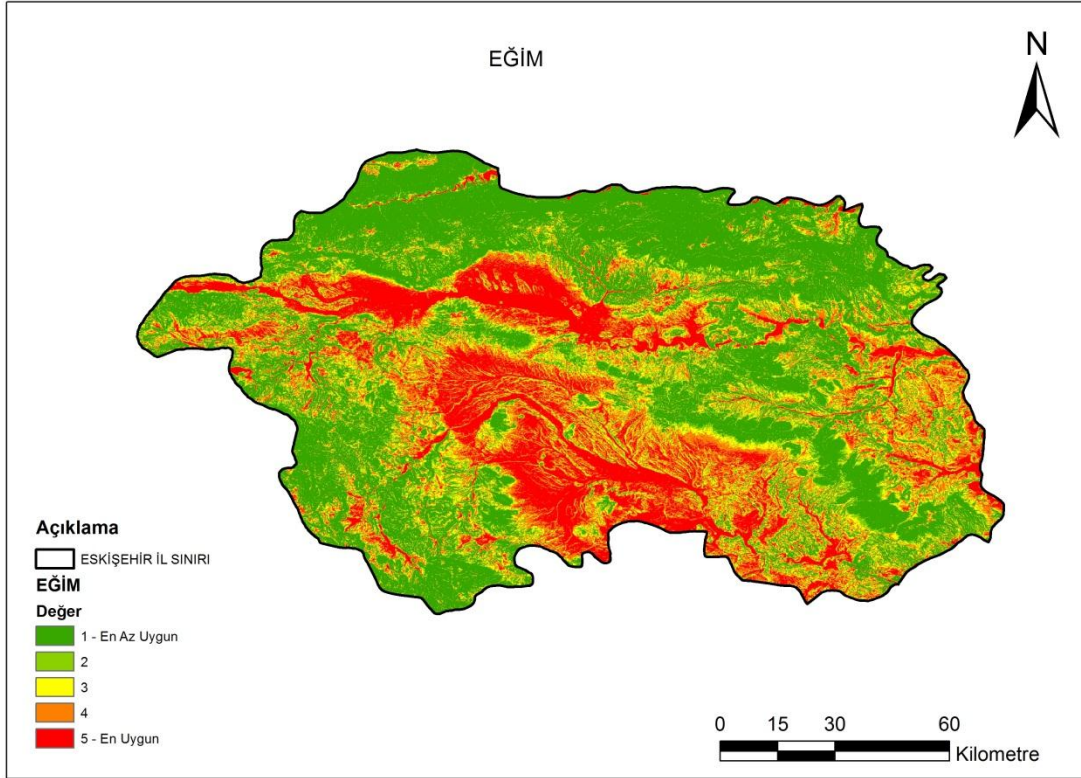 EĞİM
N
Açıklama
ESKİŞEHİR İL SINIRI
EĞİM
Değer
1 - En Az Uygun
2
3
4
5 - En Uygun
0 15 30 60
Kilometre